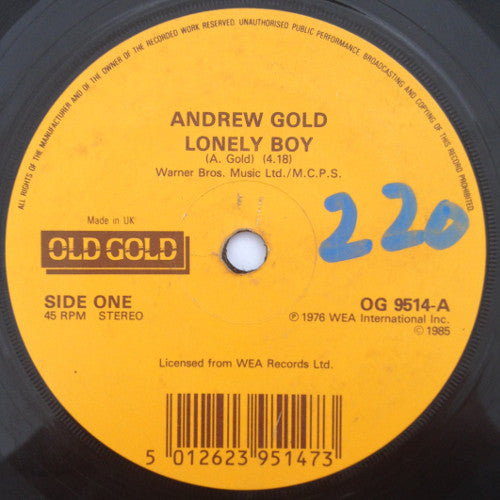 ALL RIGHTS OF THE MANUFACTURER AND OF THE OWNER OF THE RECORDED WORK RESERVED. UNAUTHORISED PUBLIC PERFORMANCE, BROADCASTING AND COPYING OF THIS RECORD PROHIBITED
ANDREW GOLD
LONELY BOY
(A. Gold) (4.18)
Warner Bros. Music Ltd./M.C.P.S.
220
Made in UK
OLD GOLD
SIDE ONE
45 RPM STEREO
OG 9514-A
℗ 1976 WEA International Inc.
© 1985
Licensed from WEA Records Ltd.
5 012623 951473